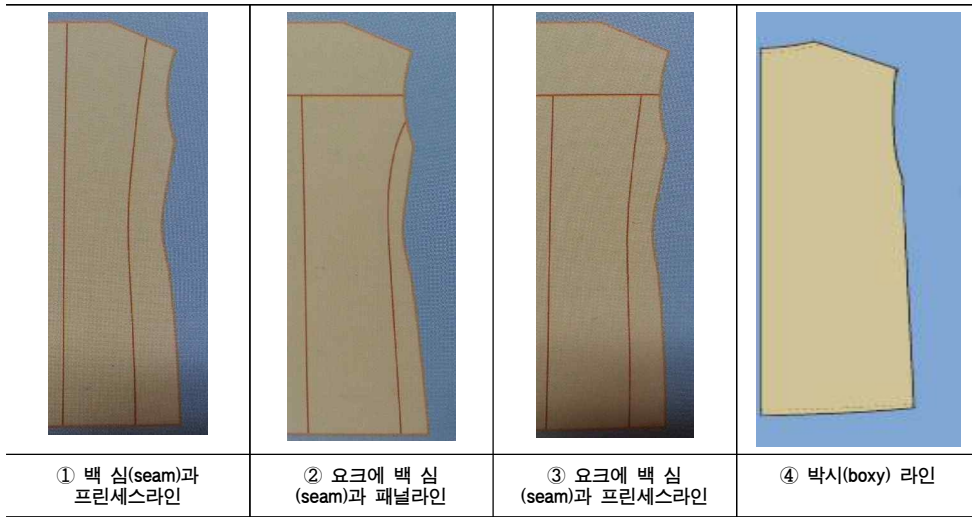 ① 백 심(seam)과
프린세스라인
② 요크에 백 심
(seam)과 패널라인
③ 요크에 백 심
(seam)과 프린세스라인
④ 박시(boxy) 라인